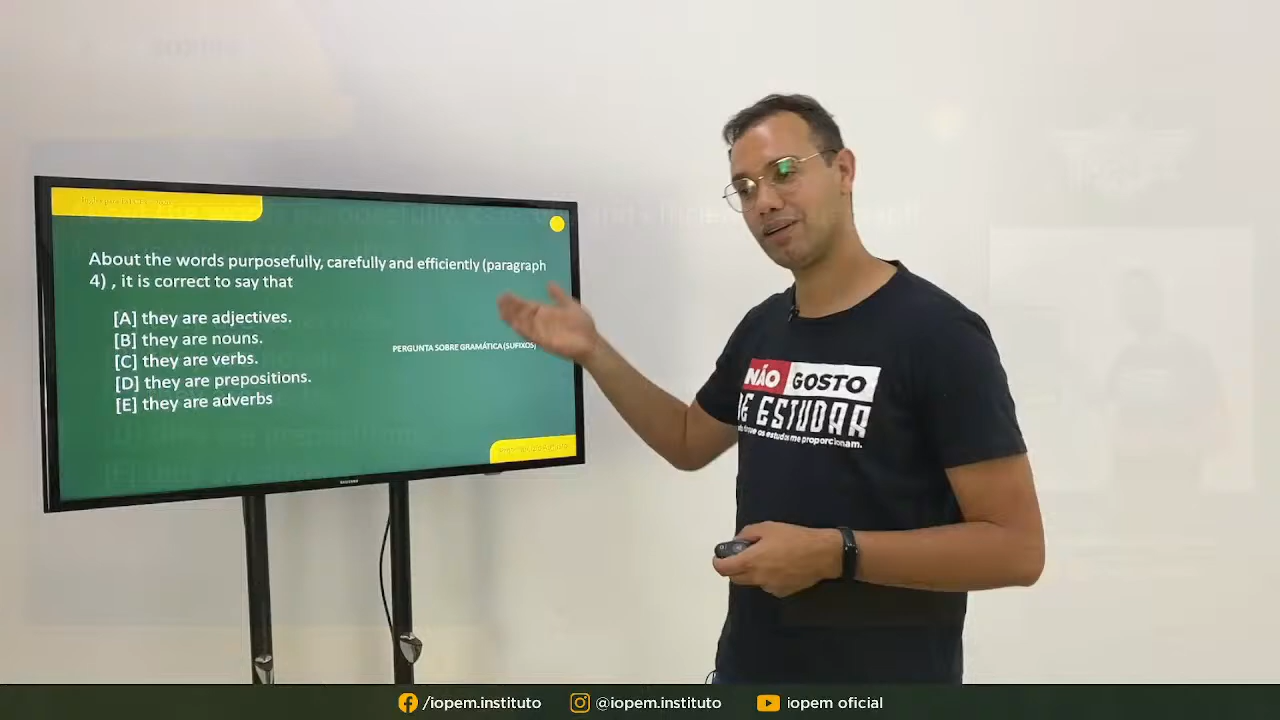 About the words purposefully, carefully and efficiently (paragraph
4) , it is correct to say that
[A] they are adjectives.
[B] they are nouns.
[C] they are verbs.
[D] they are prepositions.
[E] they are adverbs
PERGUNTA SOBRE GRAMÁTICA (SUFIXOS)
SAMSUNG
NÃO GOSTO
DE ESTUDAR
que os estudos me proporcionam.
/iopem.instituto
@iopem.instituto
iopem oficial